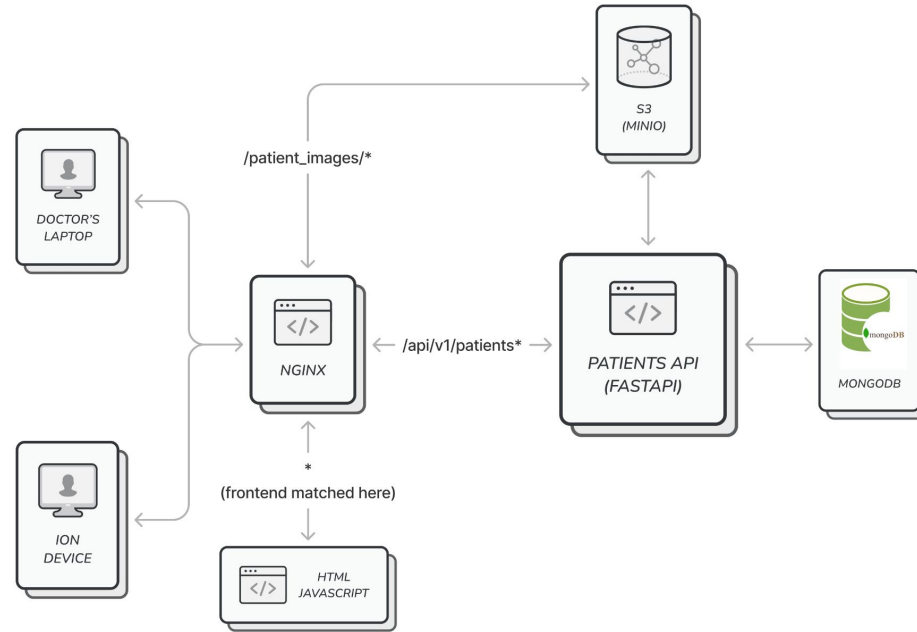 S3
(MINIO)
/patient_images/*
DOCTOR'S
LAPTOP
</>
NGINX
/api/v1/patients*
</>
PATIENTS API
(FASTAPI)
mongoDB
MONGODB
*
(frontend matched here)
ION
DEVICE
</>
HTML
JAVASCRIPT